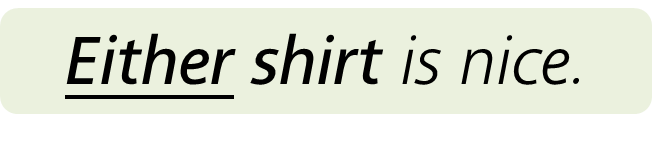 Either shirt is nice.